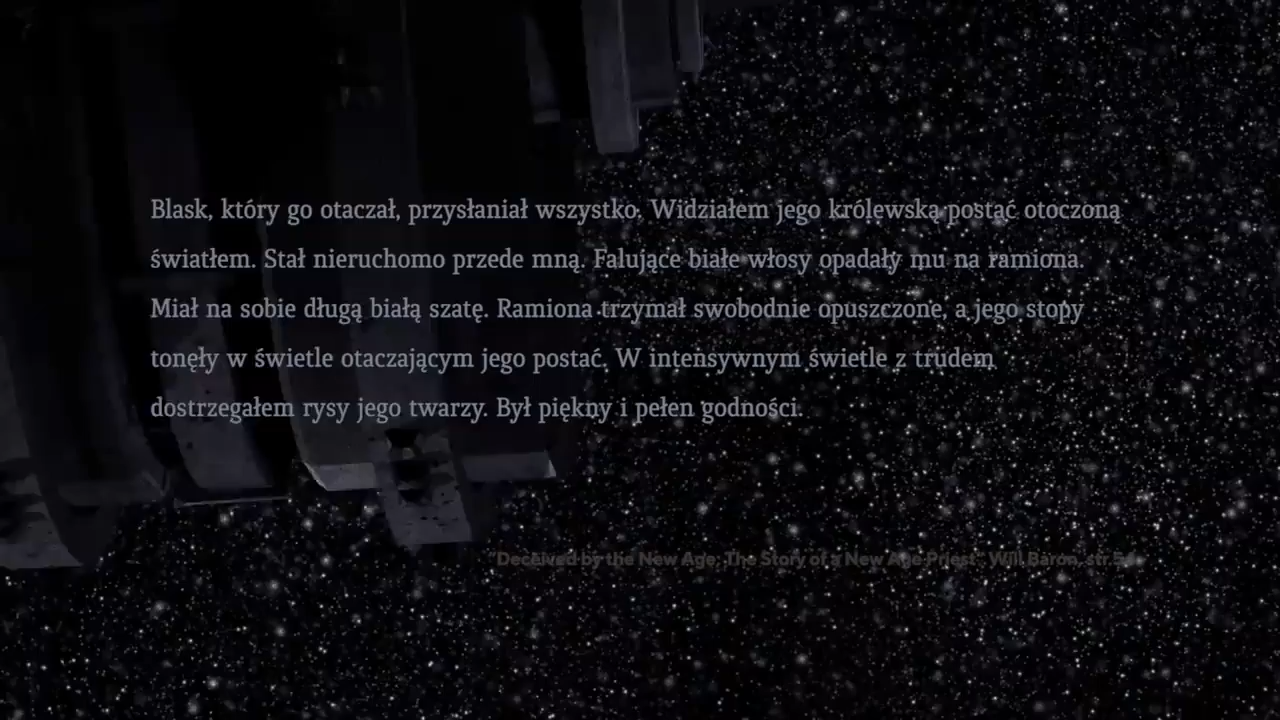 Blask, który go otaczał, przysłaniał wszystko. Widziałem jego królewską postać otoczoną
światłem. Stał nieruchomo przede mną. Falujące białe włosy opadały mu na ramiona.
Miał na sobie długą białą szatę. Ramiona trzymał swobodnie opuszczone, a jego stopy
tonęły w świetle otaczającym jego postać. W intensywnym świetle z trudem
dostrzegałem rysy jego twarzy. Był piękny i pełen godności.
"Deceived by the New Age: The Story of a New Age Priest" Will Baron, str.